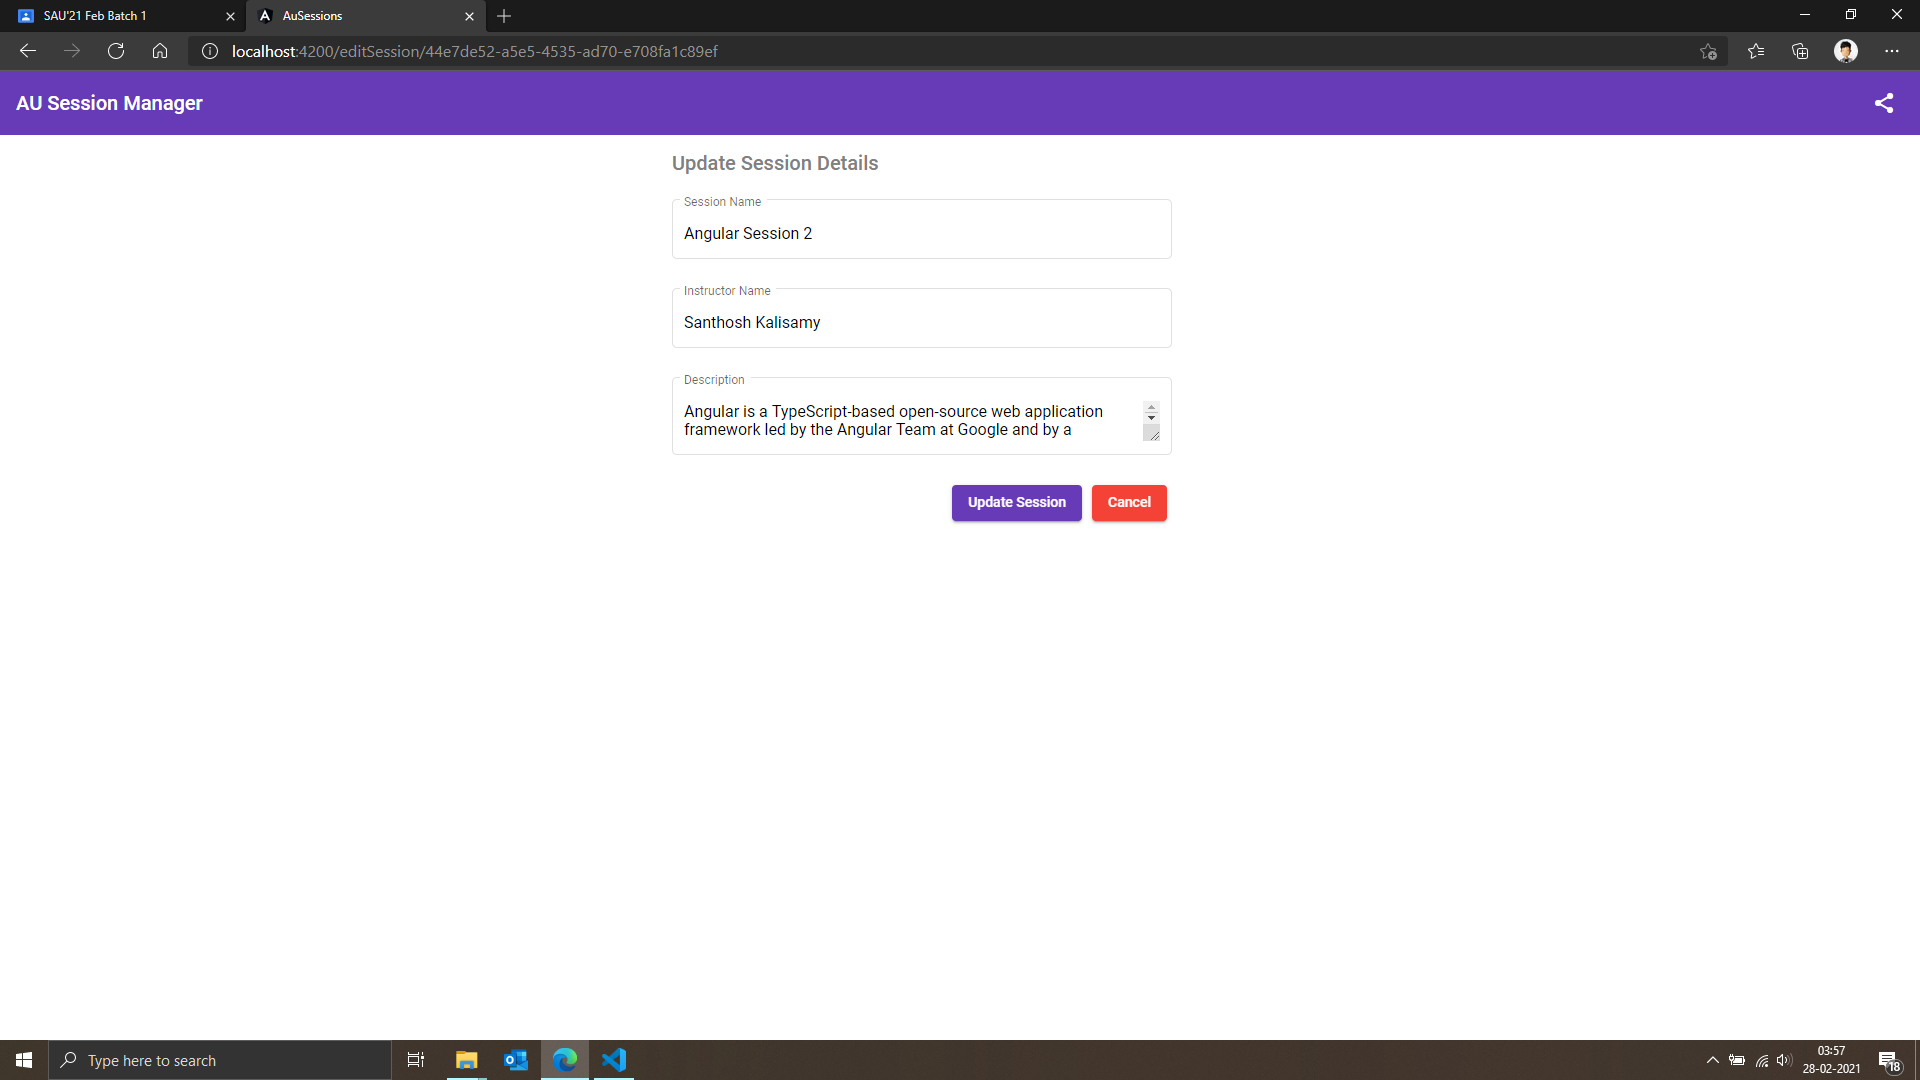 SAU'21 Feb Batch 1
AuSessions
localhost:4200/editSession/44e7de52-a5e5-4535-ad70-e708fa1c89ef
AU Session Manager
Update Session Details
Session Name
Angular Session 2
Instructor Name
Santhosh Kalisamy
Description
Angular is a TypeScript-based open-source web application
framework led by the Angular Team at Google and by a
Update Session
Cancel
Type here to search
03:57
28-02-2021
18